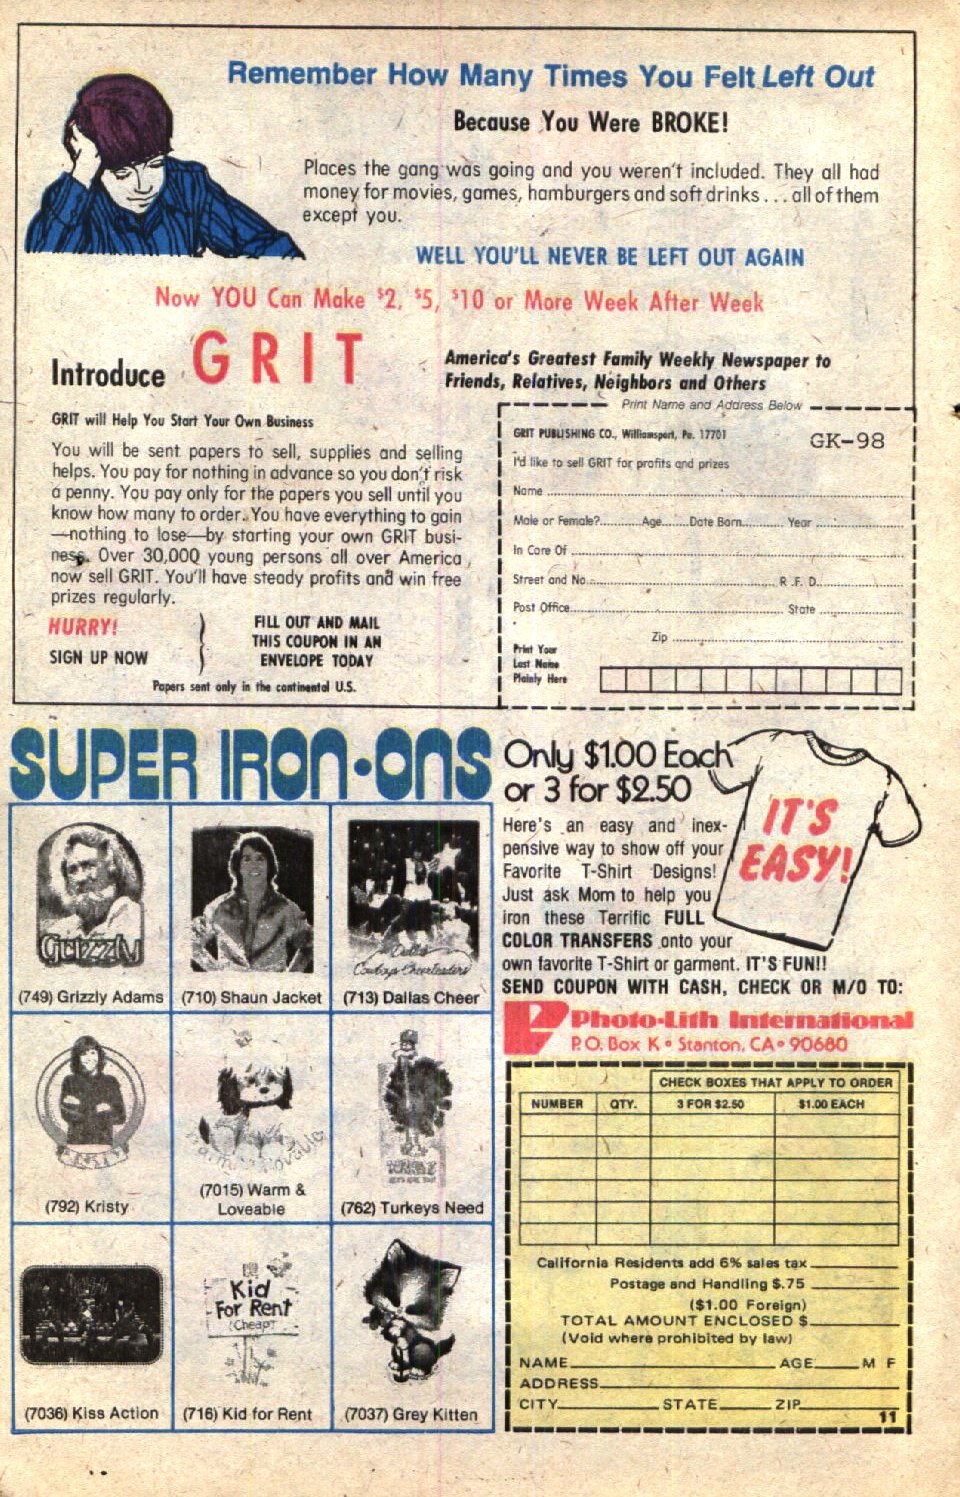 Remember How Many Times You Felt Left Out
Because You Were BROKE!
Places the gang was going and you weren't included. They all had
money for movies, games, hamburgers and soft drinks . . . all of them
except you.
WELL YOU'LL NEVER BE LEFT OUT AGAIN
Now YOU Can Make $2, $5, $10 or More Week After Week
Introduce GRIT
America's Greatest Family Weekly Newspaper to
Friends, Relatives, Neighbors and Others
GRIT will Help You Start Your Own Business
You will be sent papers to sell, supplies and selling
helps. You pay for nothing in advance so you don't risk
a penny. You pay only for the papers you sell until you
know how many to order. You have everything to gain
—nothing to lose—by starting your own GRIT busi-
ness. Over 30,000 young persons all over America
now sell GRIT. You'll have steady profits and win free
prizes regularly.
HURRY!
SIGN UP NOW
FILL OUT AND MAIL
THIS COUPON IN AN
ENVELOPE TODAY
Papers sent only in the continental U.S.
Print Name and Address Below
GRIT PUBLISHING CO., Williamsport, Pa. 17701
GK-98
I'd like to sell GRIT for profits and prizes
Name
Male or Female? Age Date Born Year
In Care Of
Street and No. R.F.D.
Post Office State
Zip
Print Your
Last Name
Plainly Here
SUPER IRON-ONS
Grizzly
(749) Grizzly Adams
(710) Shaun Jacket
Dallas
Cowboys Cheerleaders
(713) Dallas Cheer
(792) Kristy
(7015) Warm &
Loveable
(762) Turkeys Need
(7036) Kiss Action
Kid
For Rent
(Cheap)
(716) Kid for Rent
(7037) Grey Kitten
Only $1.00 Each
or 3 for $2.50
IT'S
EASY!
Here's an easy and inex-
pensive way to show off your
Favorite T-Shirt Designs!
Just ask Mom to help you
iron these Terrific FULL
COLOR TRANSFERS onto your
own favorite T-Shirt or garment. IT'S FUN!!
SEND COUPON WITH CASH, CHECK OR M/O TO:
Photo-Lith International
P.O. Box K • Stanton, CA • 90680
CHECK BOXES THAT APPLY TO ORDER
NUMBER QTY. 3 FOR $2.50 $1.00 EACH
California Residents add 6% sales tax
Postage and Handling $.75
($1.00 Foreign)
TOTAL AMOUNT ENCLOSED $
(Void where prohibited by law)
NAME AGE M F
ADDRESS
CITY STATE ZIP
11